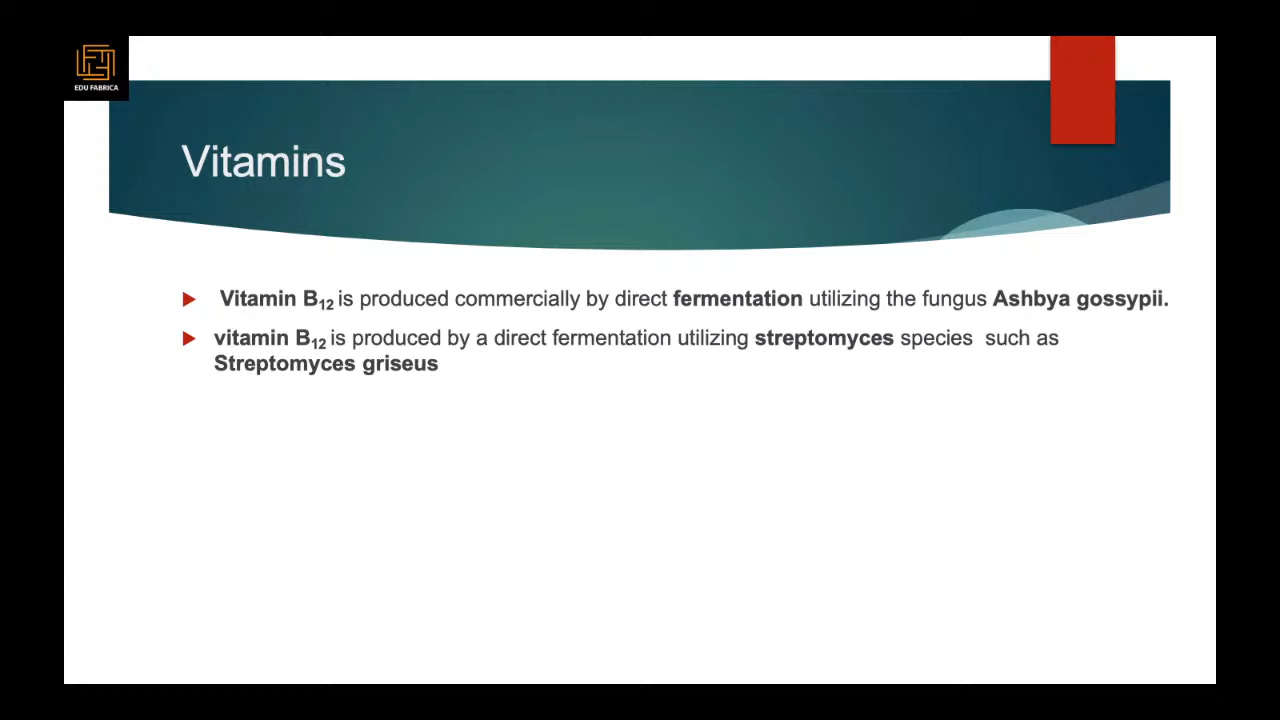 EDU FABRICA
Vitamins
Vitamin B12 is produced commercially by direct fermentation utilizing the fungus Ashbya gossypii.
vitamin B12 is produced by a direct fermentation utilizing streptomyces species such as
Streptomyces griseus